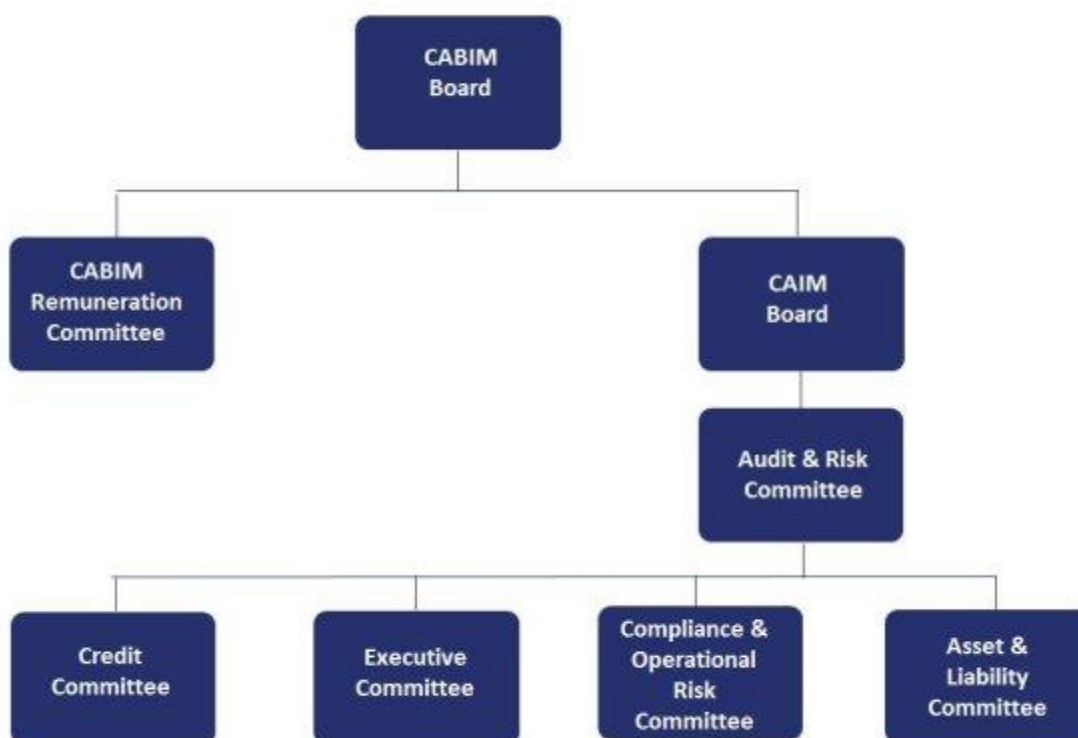 CABIM
Board
CABIM
Remuneration
Committee
CAIM
Board
Audit & Risk
Committee
Credit
Committee
Executive
Committee
Compliance &
Operational
Risk
Committee
Asset &
Liability
Committee